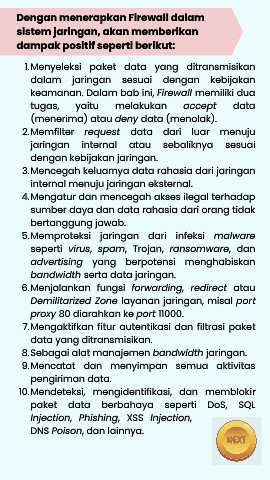 Dengan menerapkan Firewall dalam
sistem jaringan, akan memberikan
dampak positif seperti berikut:
1. Menyeleksi paket data yang ditransmisikan
dalam jaringan sesuai dengan kebijakan
keamanan. Dalam bab ini, Firewall memiliki dua
tugas, yaitu melakukan accept data
(menerima) atau deny data (menolak).
2. Memfilter request data dari luar menuju
jaringan internal atau sebaliknya sesuai
dengan kebijakan jaringan.
3. Mencegah keluarnya data rahasia dari jaringan
internal menuju jaringan eksternal.
4. Mengatur dan mencegah akses ilegal terhadap
sumber daya dan data rahasia dari orang tidak
bertanggung jawab.
5. Memproteksi jaringan dari infeksi malware
seperti virus, spam, Trojan, ransomware, dan
advertising yang berpotensi menghabiskan
bandwidth serta data jaringan.
6. Menjalankan fungsi forwarding, redirect atau
Demilitarized Zone layanan jaringan, misal port
proxy 80 diarahkan ke port 11000.
7. Mengaktifkan fitur autentikasi dan filtrasi paket
data yang ditransmisikan.
8. Sebagai alat manajemen bandwidth jaringan.
9. Mencatat dan menyimpan semua aktivitas
pengiriman data.
10. Mendeteksi, mengidentifikasi, dan memblokir
paket data berbahaya seperti DoS, SQL
Injection, Phishing, XSS Injection,
DNS Poison, dan lainnya.
NEXT